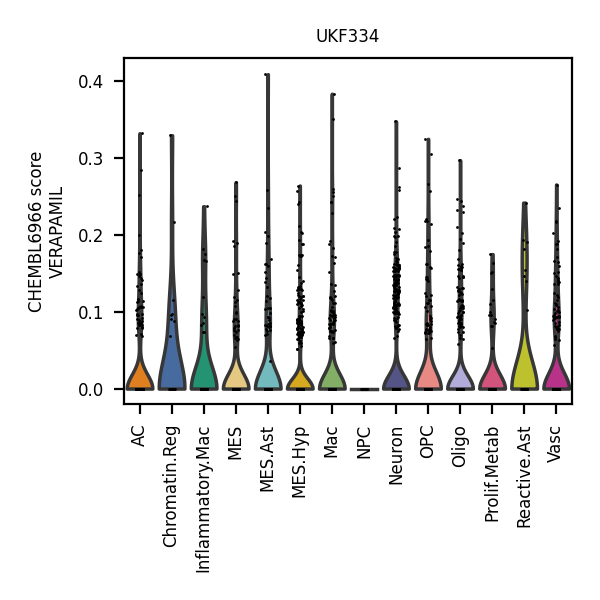 UKF334
CHEMBL6966 score
VERAPAMIL
0.4
0.3
0.2
0.1
0.0
AC
Chromatin.Reg
Inflammatory.Mac
MES
MES.Ast
MES.Hyp
Mac
NPC
Neuron
OPC
Oligo
Prolif.Metab
Reactive.Ast
Vasc